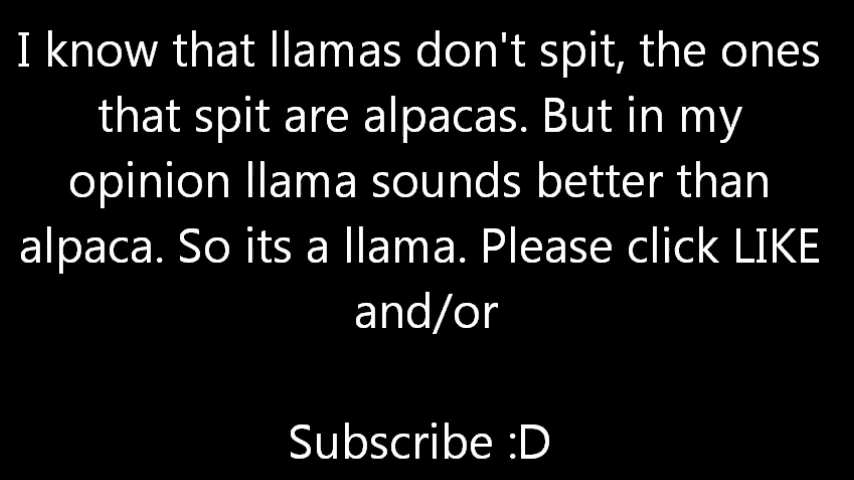 I know that llamas don't spit, the ones
that spit are alpacas. But in my
opinion llama sounds better than
alpaca. So its a llama. Please click LIKE
and/or
Subscribe :D